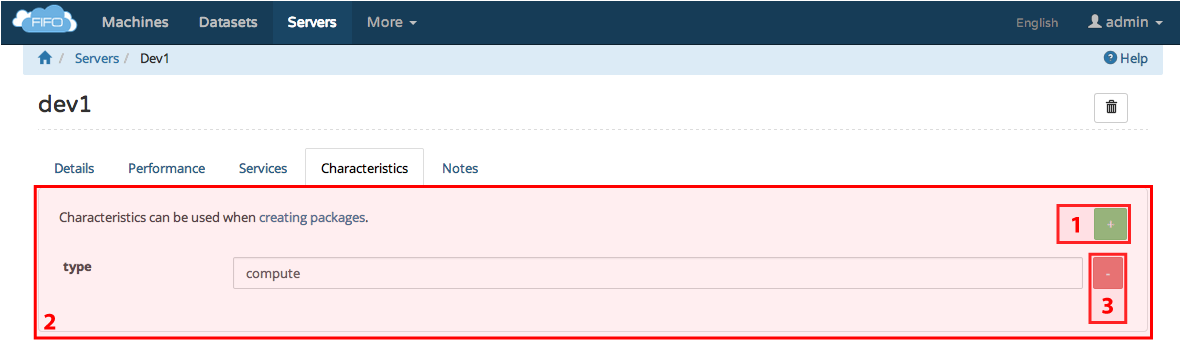 FIFO Machines Datasets Servers More English admin
/ Servers / Dev1 Help
dev1
Details Performance Services Characteristics Notes
Characteristics can be used when creating packages.
1 +
type compute -
3
2